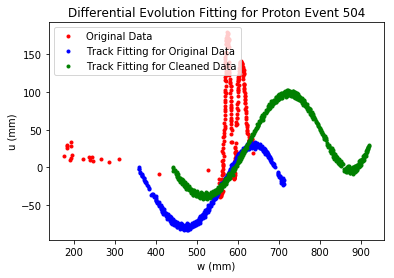 Differential Evolution Fitting for Proton Event 504
Original Data
Track Fitting for Original Data
Track Fitting for Cleaned Data
150
100
50
0
−50
u (mm)
200 300 400 500 600 700 800 900
w (mm)